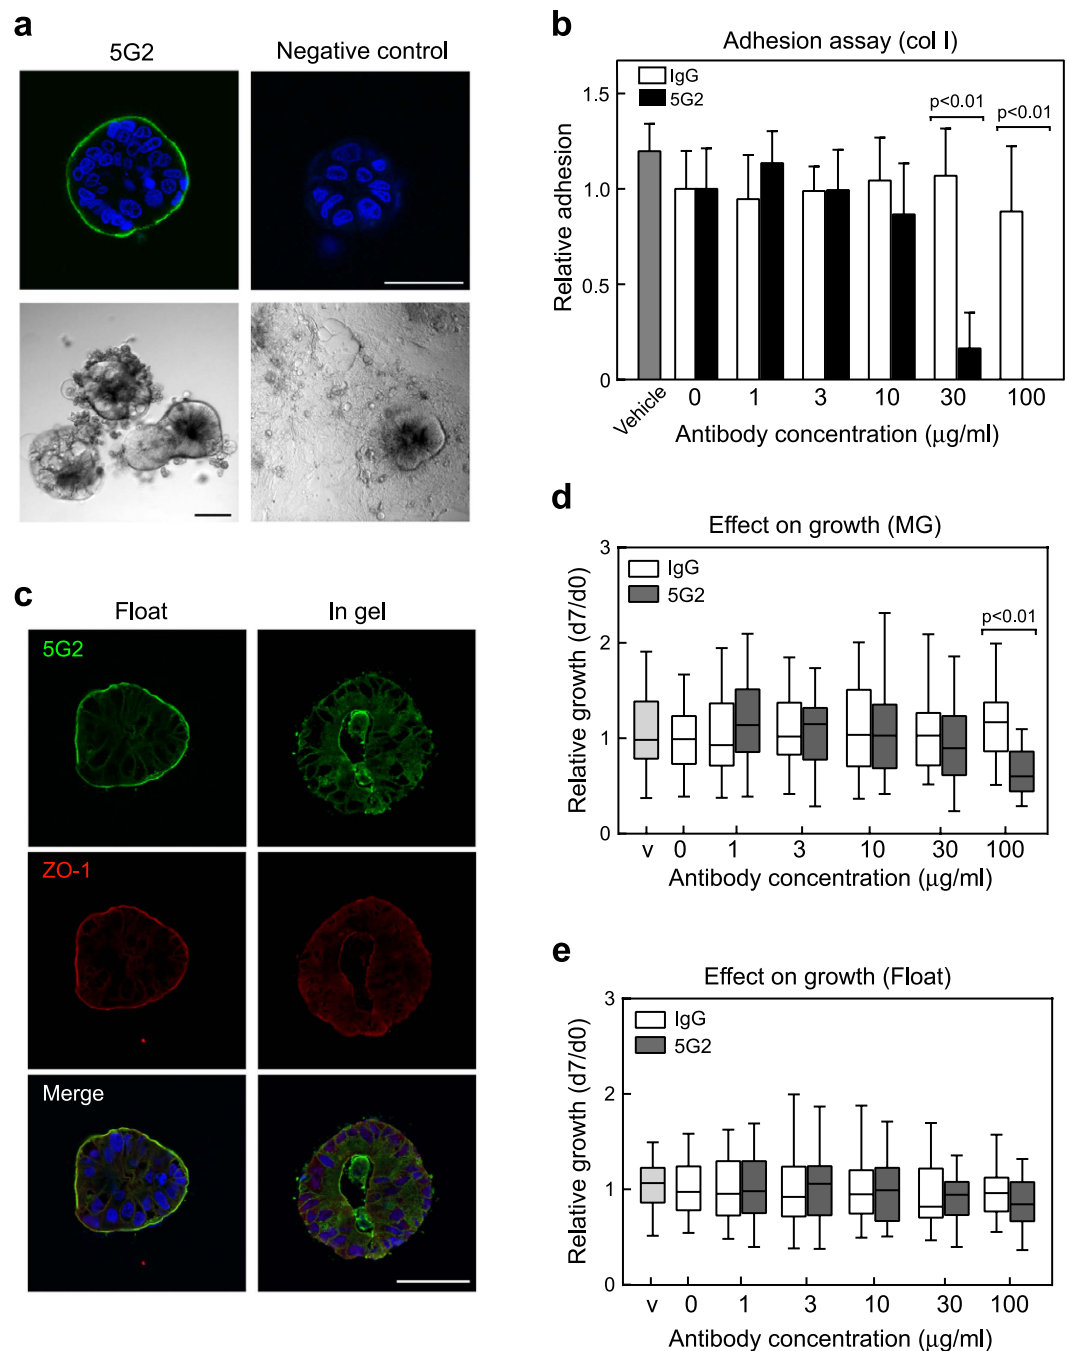 a
5G2
Negative control
b
Adhesion assay (col I)
IgG
5G2
p<0.01
p<0.01
Relative adhesion
1.5
1.0
0.5
0
Vehicle
0
1
3
10
30
100
Antibody concentration (μg/ml)
c
Float
In gel
5G2
ZO-1
Merge
d
Effect on growth (MG)
IgG
5G2
p<0.01
Relative growth (d7/d0)
3
2
1
0
v
0
1
3
10
30
100
Antibody concentration (μg/ml)
e
Effect on growth (Float)
IgG
5G2
Relative growth (d7/d0)
3
2
1
0
v
0
1
3
10
30
100
Antibody concentration (μg/ml)